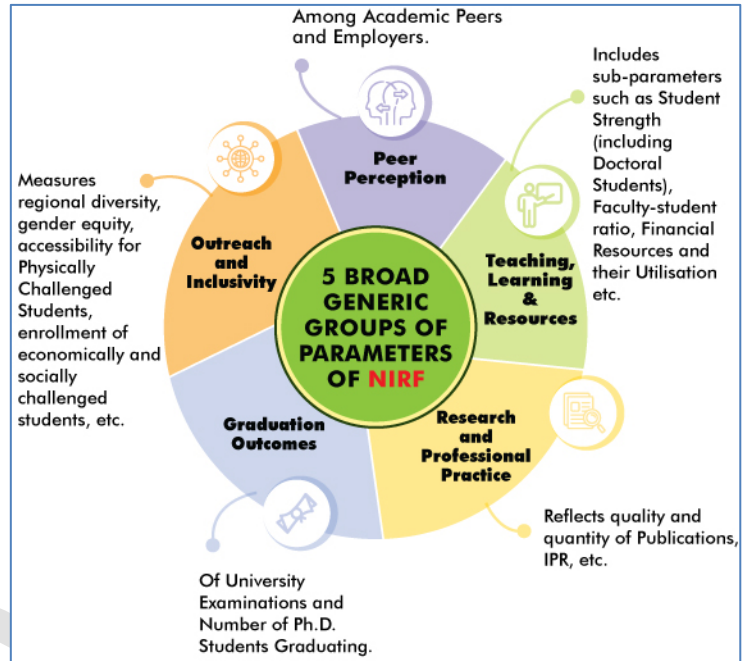 Among Academic Peers
and Employers.
Peer
Perception
Includes
sub-parameters
such as Student
Strength
(including
Doctoral
Students),
Faculty-student
ratio, Financial
Resources and
their Utilisation
etc.
Teaching,
Learning
&
Resources
Measures
regional diversity,
gender equity,
accessibility for
Physically
Challenged
Students,
enrollment of
economically and
socially
challenged
students, etc.
Outreach
and
Inclusivity
5 BROAD
GENERIC
GROUPS OF
PARAMETERS
OF NIRF
Graduation
Outcomes
Research
and
Professional
Practice
Reflects quality and
quantity of Publications,
IPR, etc.
Of University
Examinations and
Number of Ph.D.
Students Graduating.